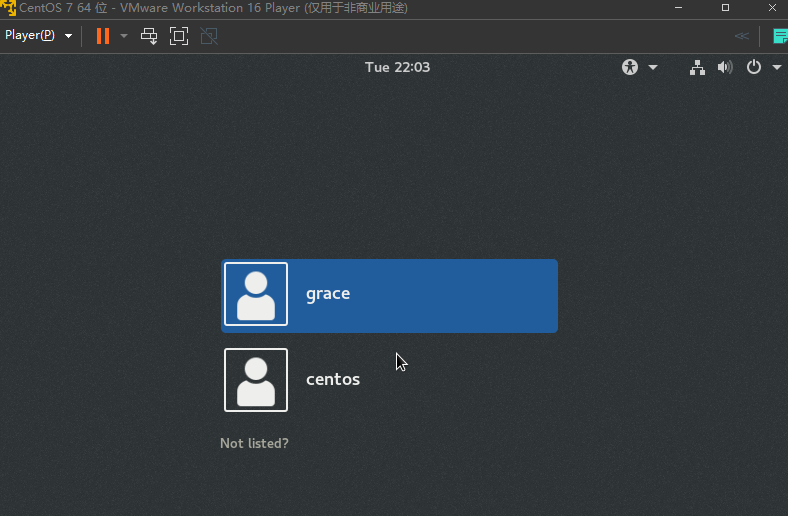 CentOS 7 64 位 - VMware Workstation 16 Player (仅用于非商业用途)
Player(P)
Tue 22:03
grace
centos
Not listed?